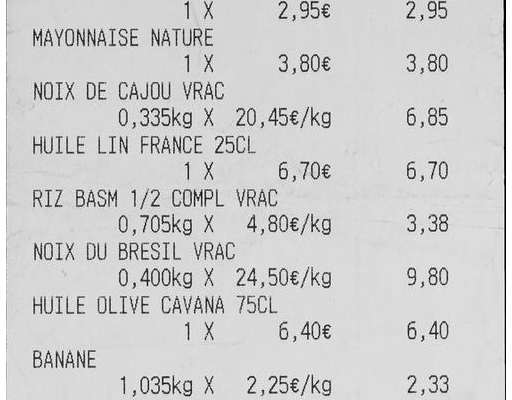 1 X 2,95€ 2,95
MAYONNAISE NATURE
1 X 3,80€ 3,80
NOIX DE CAJOU VRAC
0,335kg X 20,45€/kg 6,85
HUILE LIN FRANCE 25CL
1 X 6,70€ 6,70
RIZ BASM 1/2 COMPL VRAC
0,705kg X 4,80€/kg 3,38
NOIX DU BRESIL VRAC
0,400kg X 24,50€/kg 9,80
HUILE OLIVE CAVANA 75CL
1 X 6,40€ 6,40
BANANE
1,035kg X 2,25€/kg 2,33